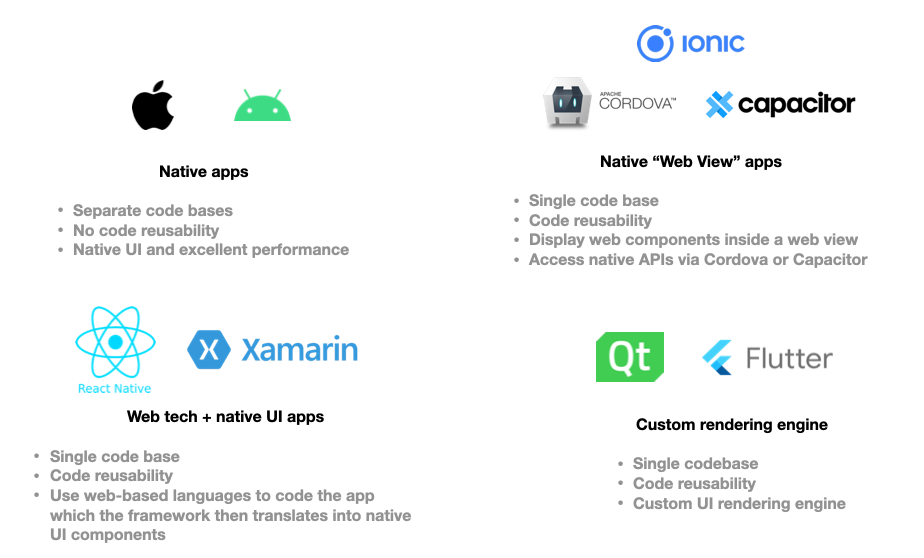 IONIC
APACHE
CORDOVA™
capacitor
Native apps
• Separate code bases
• No code reusability
• Native UI and excellent performance
Native “Web View” apps
• Single code base
• Code reusability
• Display web components inside a web view
• Access native APIs via Cordova or Capacitor
React Native
X Xamarin
Web tech + native UI apps
• Single code base
• Code reusability
• Use web-based languages to code the app
which the framework then translates into native
UI components
Qt
Flutter
Custom rendering engine
• Single codebase
• Code reusability
• Custom UI rendering engine